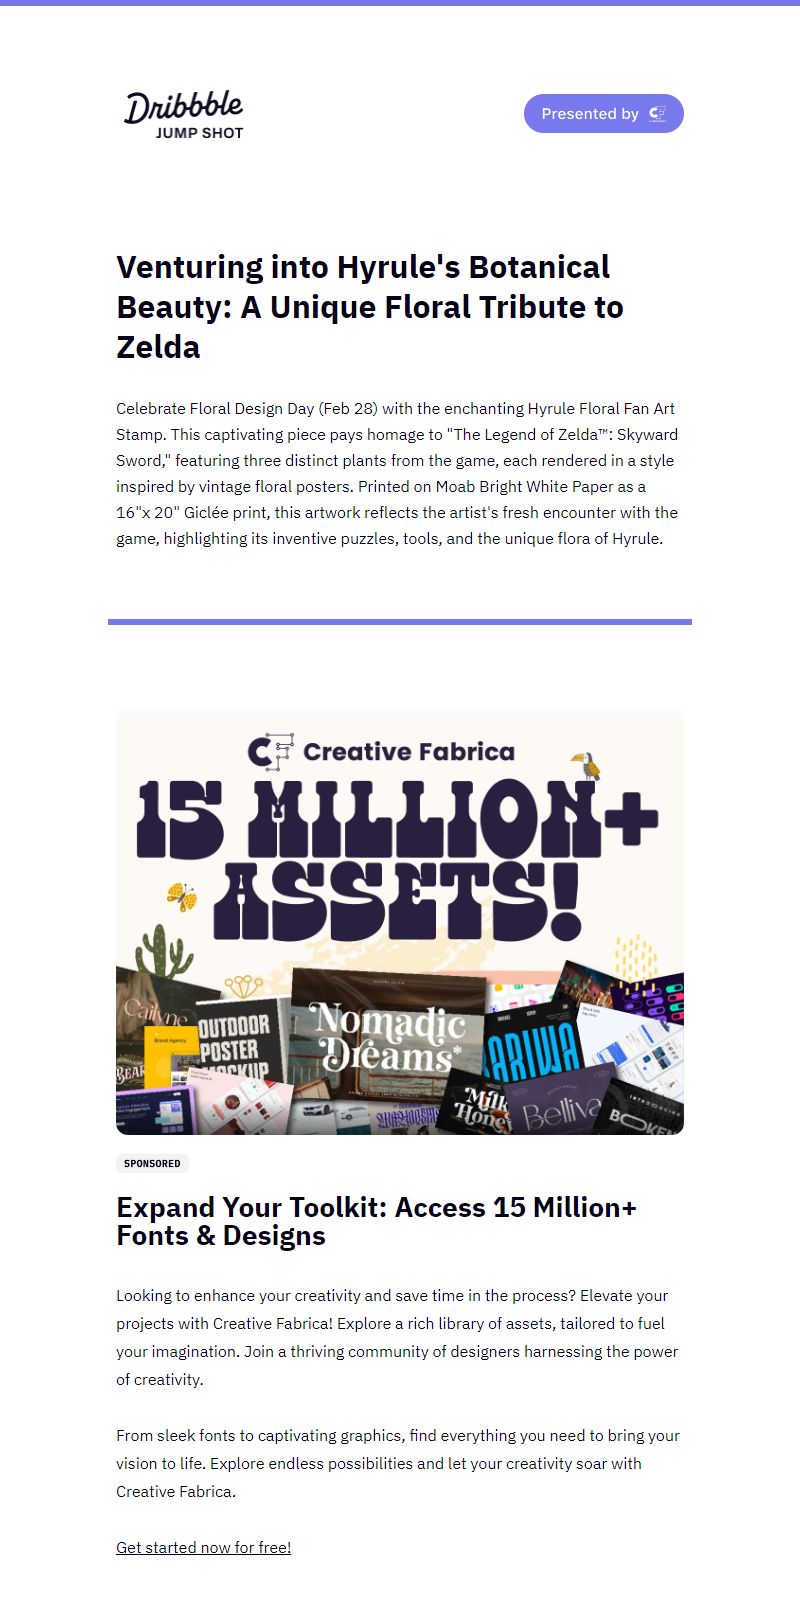 Dribbble
JUMP SHOT
Presented by
Venturing into Hyrule's Botanical
Beauty: A Unique Floral Tribute to
Zelda
Celebrate Floral Design Day (Feb 28) with the enchanting Hyrule Floral Fan Art
Stamp. This captivating piece pays homage to "The Legend of Zelda™: Skyward
Sword," featuring three distinct plants from the game, each rendered in a style
inspired by vintage floral posters. Printed on Moab Bright White Paper as a
16"x 20" Giclée print, this artwork reflects the artist's fresh encounter with the
game, highlighting its inventive puzzles, tools, and the unique flora of Hyrule.
CF Creative Fabrica
15 MILLION+
ASSETS!
Cailyne
Brand Agency
OUTDOOR
POSTER
MOCKUP
Nomadic
Dreams*
Milk
Honey
INTRODUCING
SPONSORED
Expand Your Toolkit: Access 15 Million+
Fonts & Designs
Looking to enhance your creativity and save time in the process? Elevate your
projects with Creative Fabrica! Explore a rich library of assets, tailored to fuel
your imagination. Join a thriving community of designers harnessing the power
of creativity.
From sleek fonts to captivating graphics, find everything you need to bring your
vision to life. Explore endless possibilities and let your creativity soar with
Creative Fabrica.
Get started now for free!